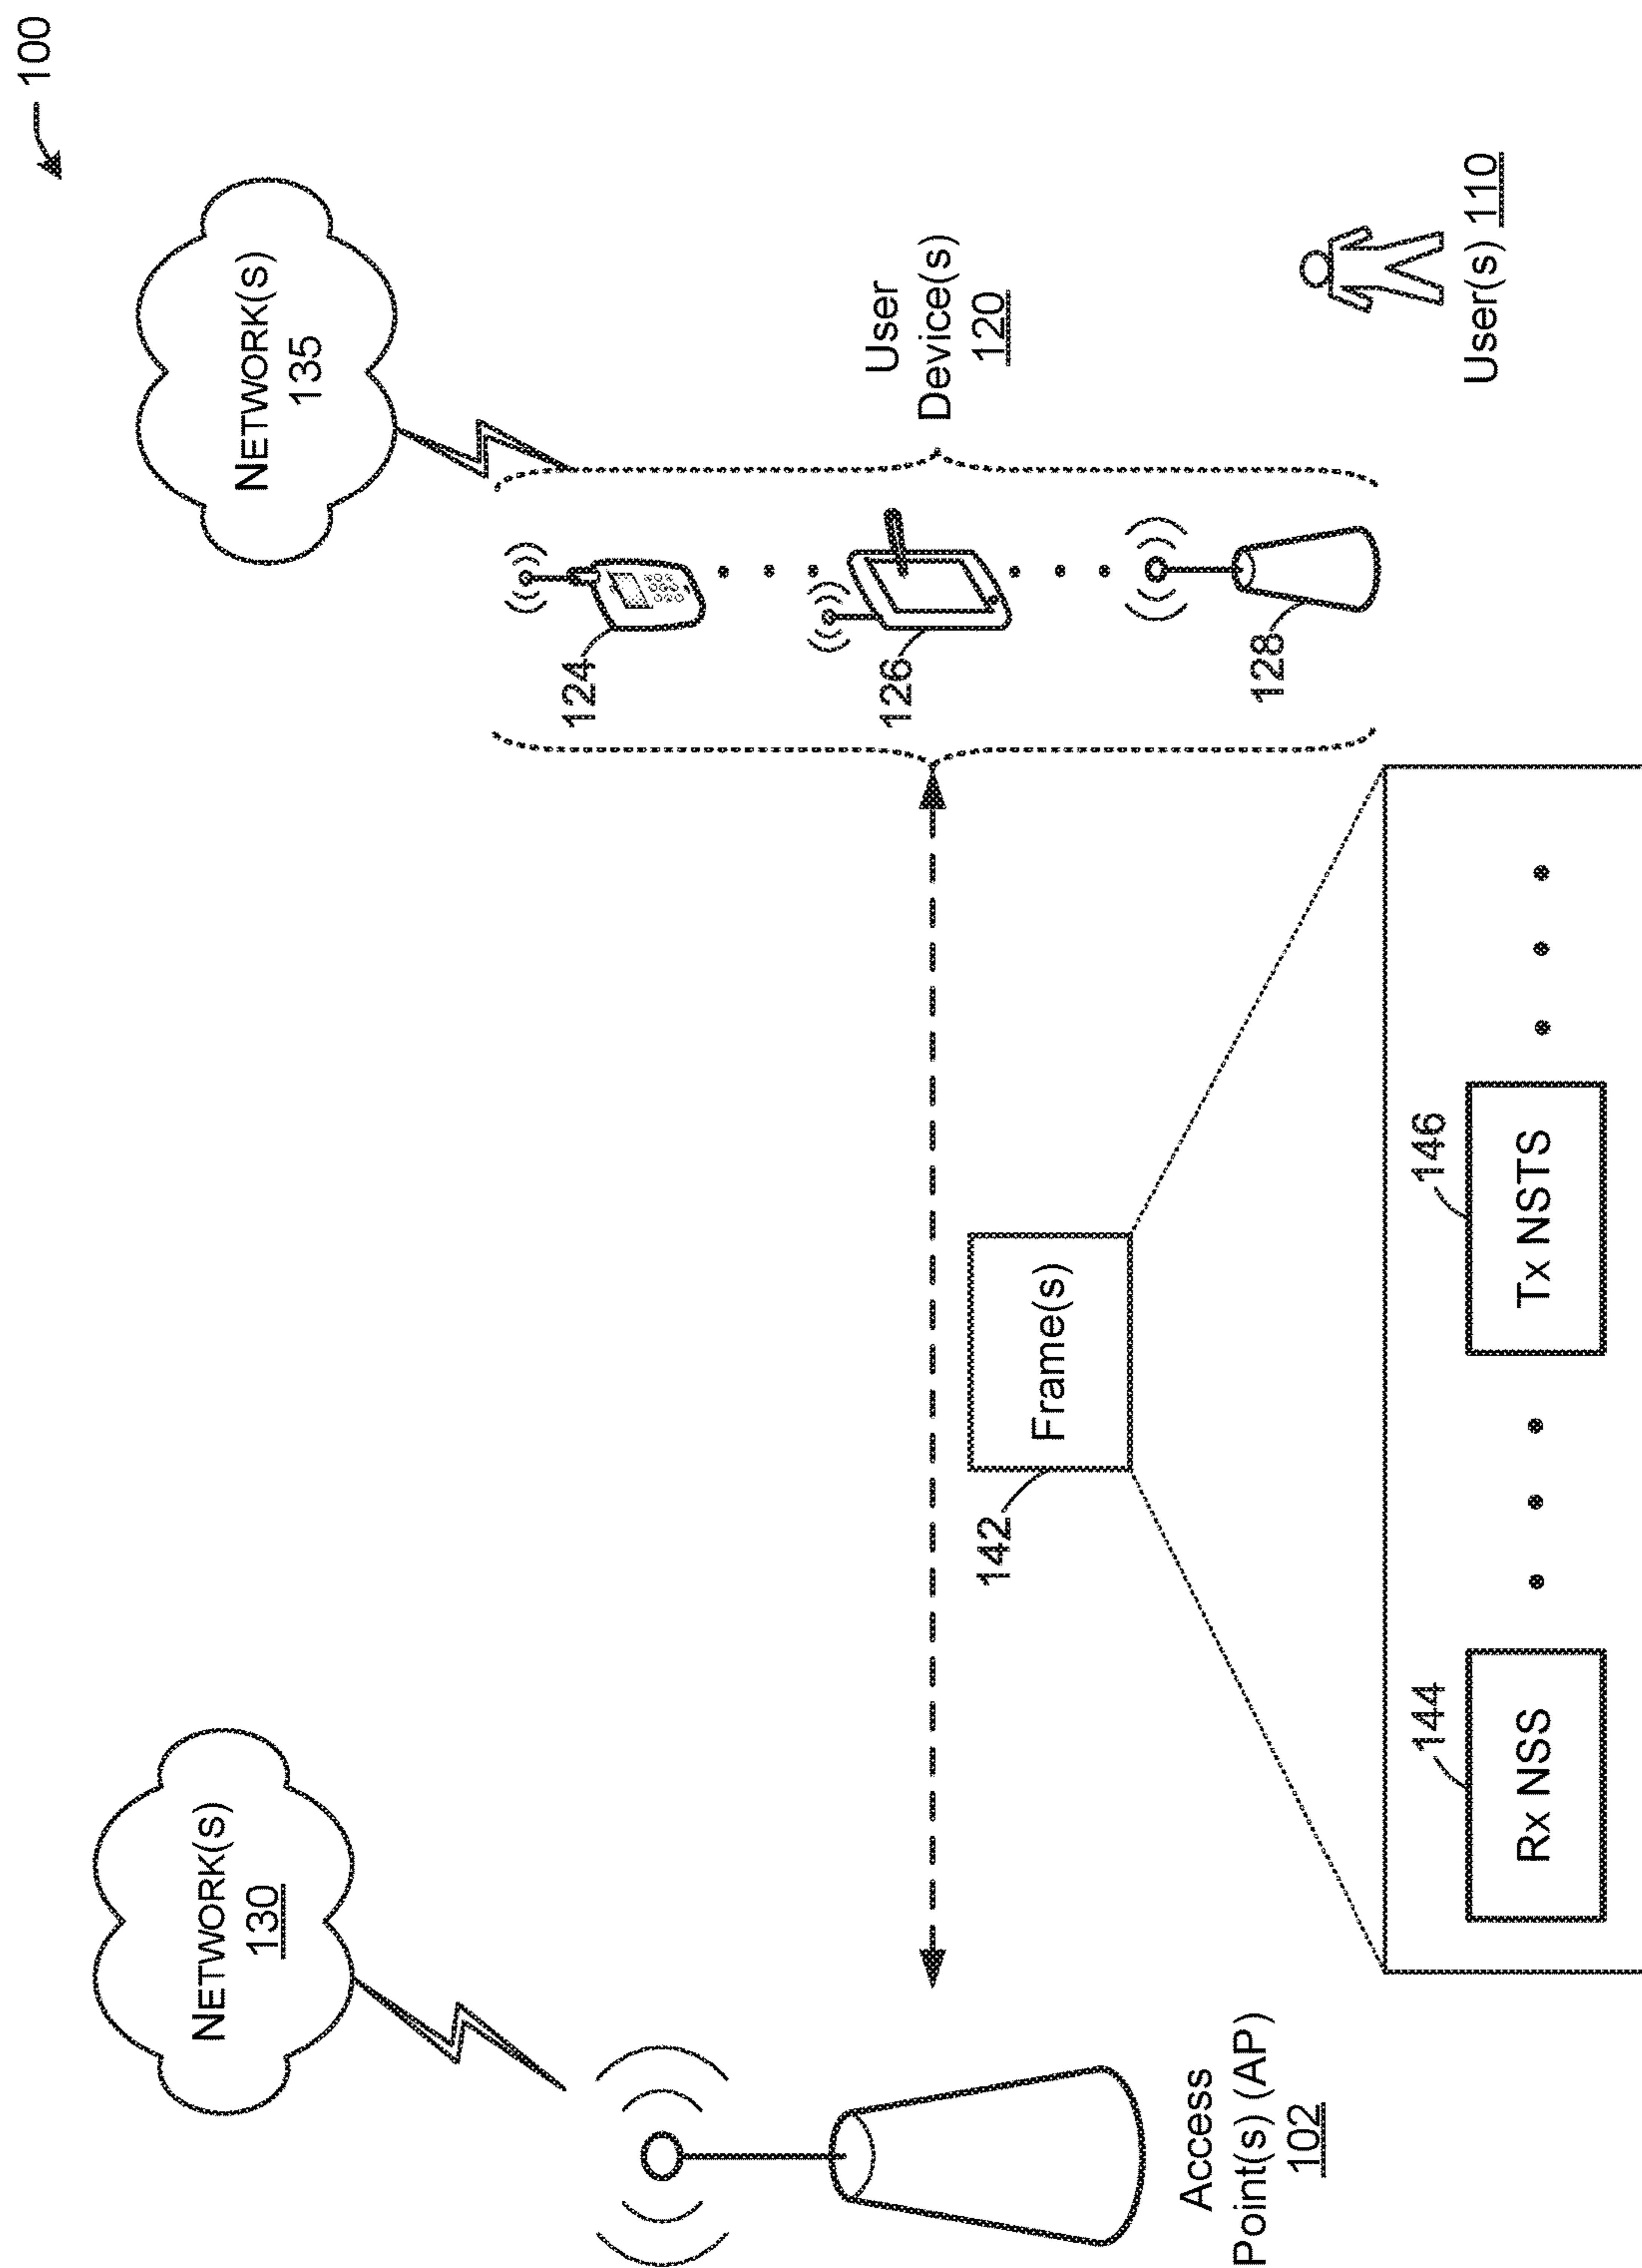 100
NETWORK(S)
130
NETWORK(S)
135
124
126
128
User
Device(s)
120
User(s) 110
Access
Point(s) (AP)
102
142
Frame(s)
144
Rx NSS
146
Tx NSTS